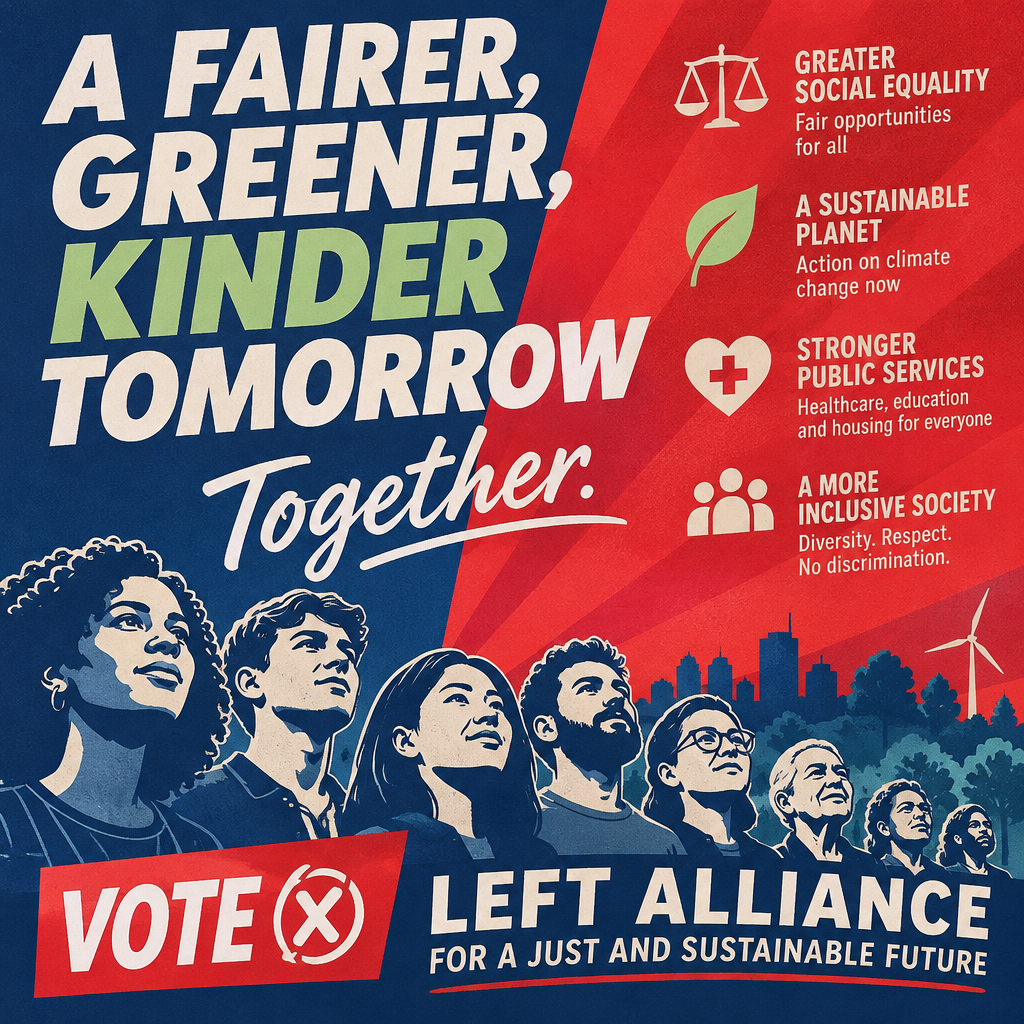 A FAIRER,
GREENER,
KINDER
TOMORROW
Together.
GREATER
SOCIAL EQUALITY
Fair opportunities
for all
A SUSTAINABLE
PLANET
Action on climate
change now
STRONGER
PUBLIC SERVICES
Healthcare, education
and housing for everyone
A MORE
INCLUSIVE SOCIETY
Diversity. Respect.
No discrimination.
VOTE X
LEFT ALLIANCE
FOR A JUST AND SUSTAINABLE FUTURE